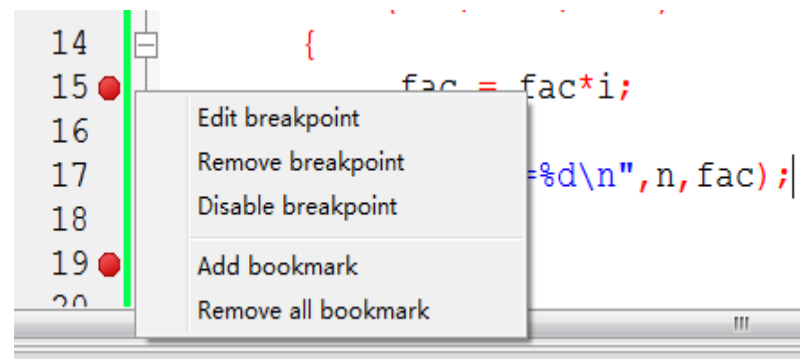 14 {
15 fac = fac*i;
16
17 =%d\n",n,fac);
18
19
20
Edit breakpoint
Remove breakpoint
Disable breakpoint
Add bookmark
Remove all bookmark